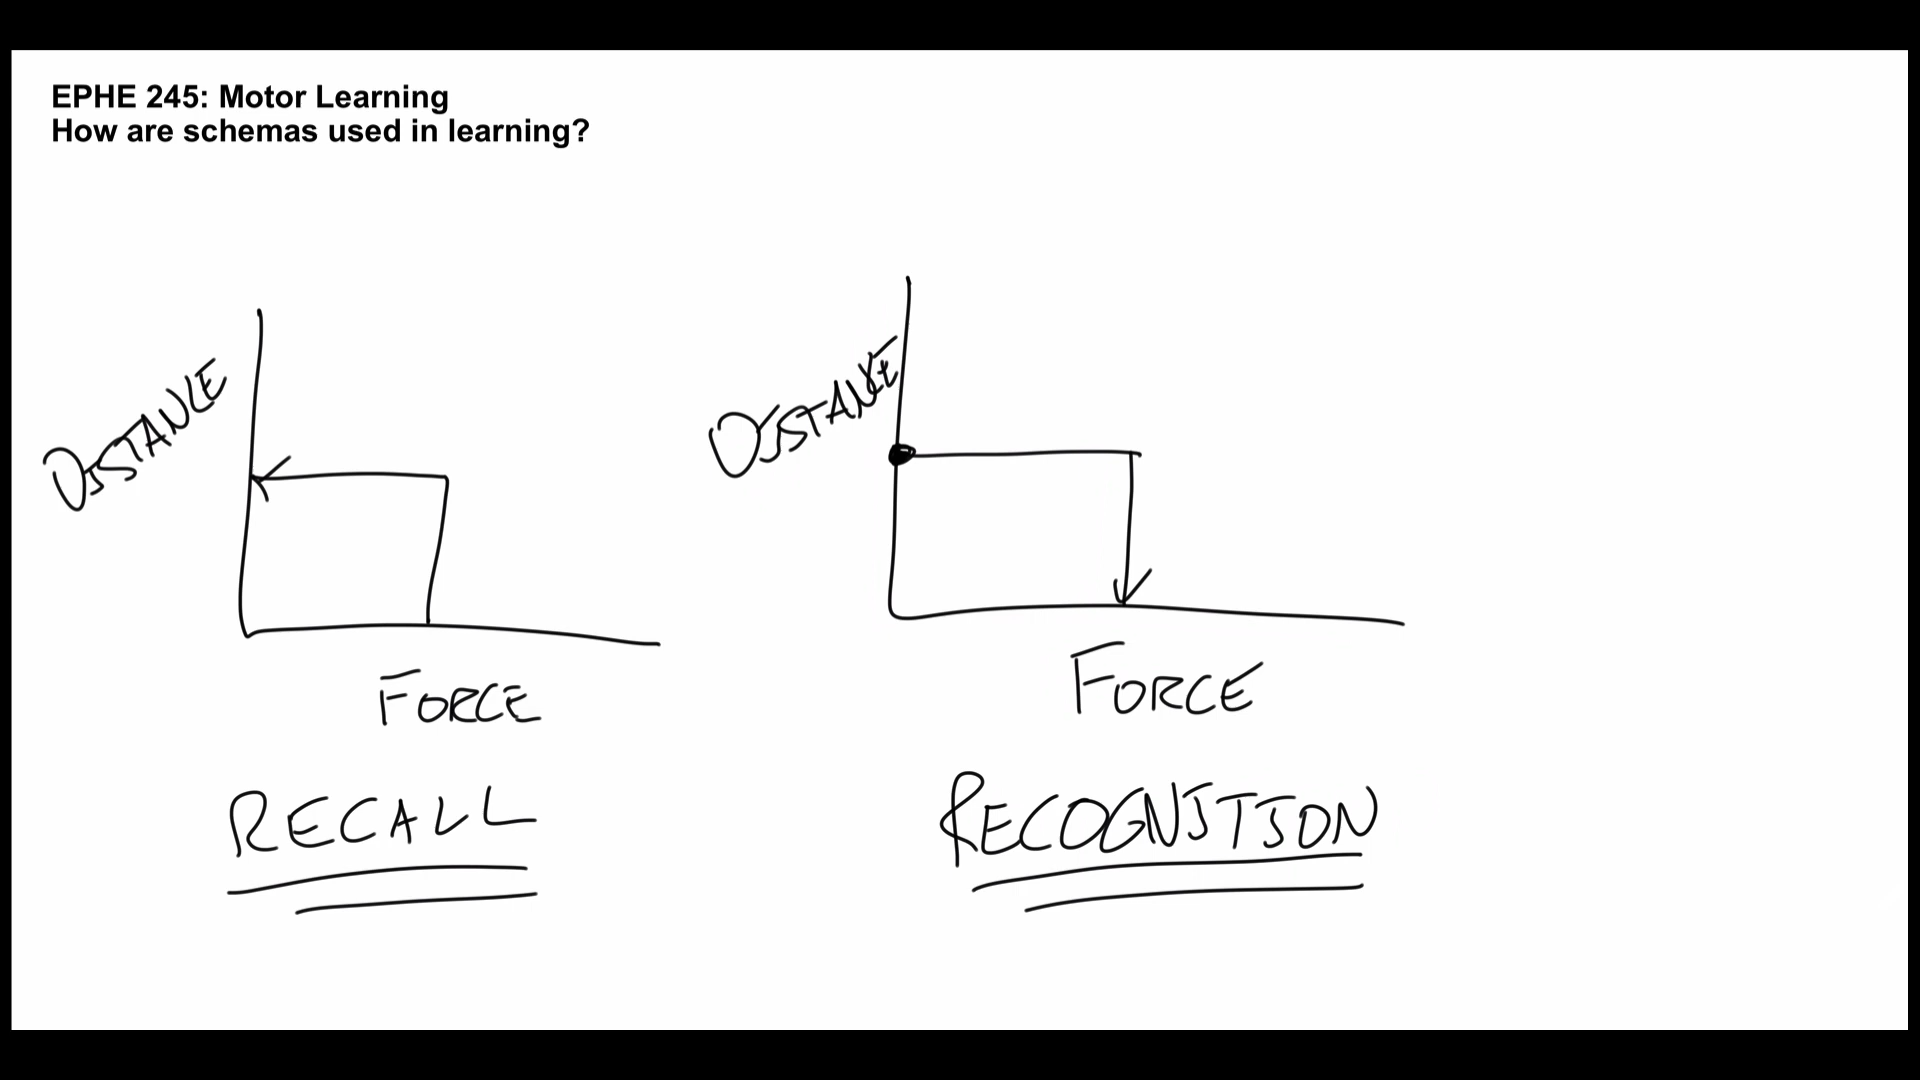 EPHE 245: Motor Learning
How are schemas used in learning?
DISTANCE
FORCE
RECALL
DISTANCE
FORCE
RECOGNITION